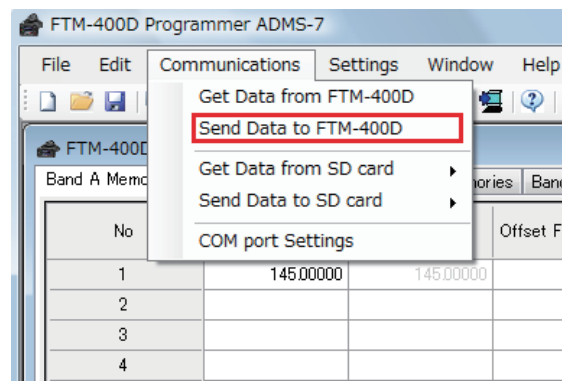 FTM-400D Programmer ADMS-7
File Edit Communications Settings Window Help
Get Data from FTM-400D
Send Data to FTM-400D
Get Data from SD card
Send Data to SD card
COM port Settings
FTM-400D
Band A Memo
ories Ban
No Offset F
1 145.00000 145.00000
2
3
4